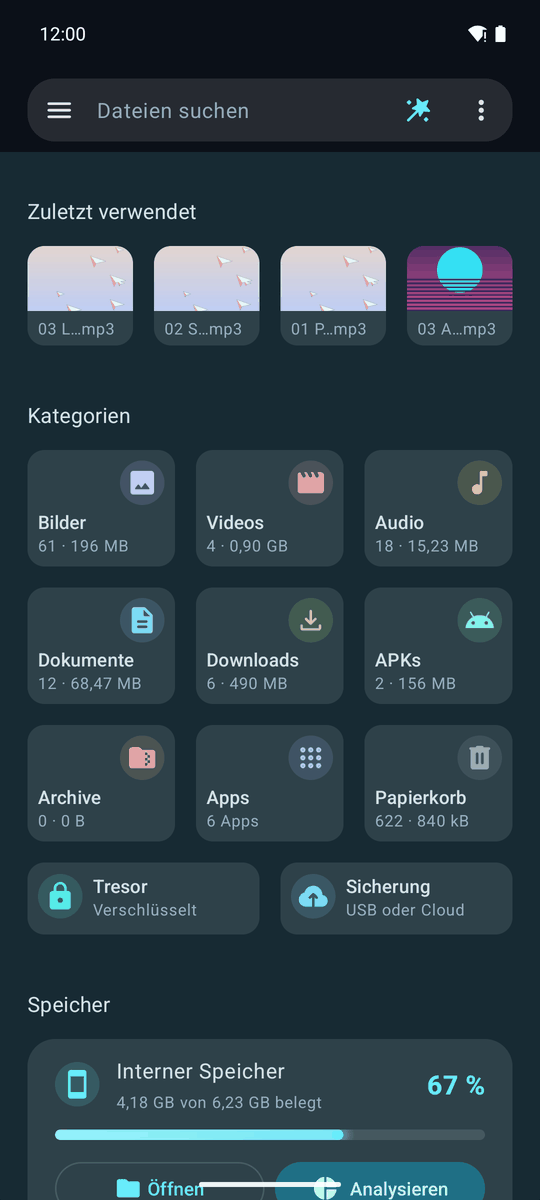 12:00
Dateien suchen
Zuletzt verwendet
03 L…mp3
02 S…mp3
01 P…mp3
03 A…mp3
Kategorien
Bilder
61 · 196 MB
Videos
4 · 0,90 GB
Audio
18 · 15,23 MB
Dokumente
12 · 68,47 MB
Downloads
6 · 490 MB
APKs
2 · 156 MB
Archive
0 · 0 B
Apps
6 Apps
Papierkorb
622 · 840 kB
Tresor
Verschlüsselt
Sicherung
USB oder Cloud
Speicher
Interner Speicher
4,18 GB von 6,23 GB belegt
67 %
Öffnen
Analysieren